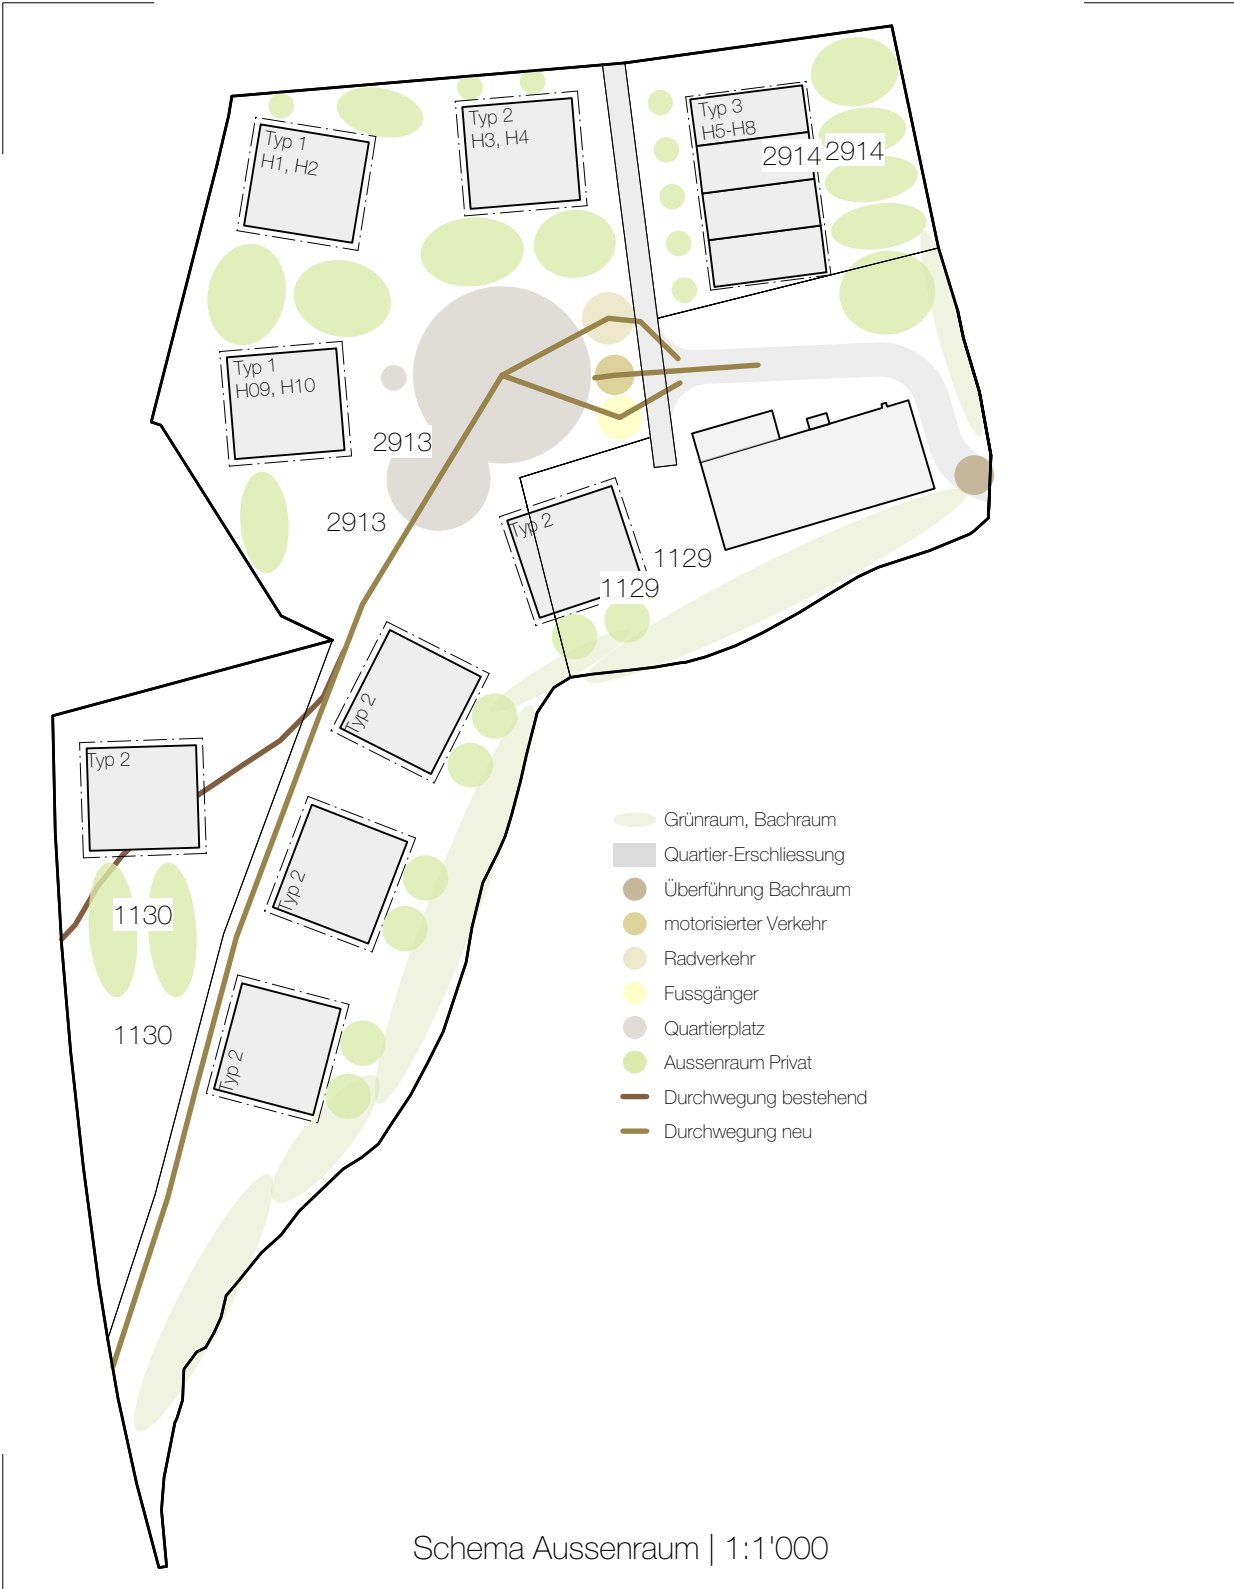 Typ 1
H1, H2
Typ 2
H3, H4
Typ 3
H5-H8
2914
2914
Typ 1
H09, H10
2913
2913
Typ 2
1129
1129
Typ 2
Typ 2
Typ 2
Typ 2
1130
1130
Grünraum, Bachraum
Quartier-Erschliessung
Überführung Bachraum
motorisierter Verkehr
Radverkehr
Fussgänger
Quartierplatz
Aussenraum Privat
Durchwegung bestehend
Durchwegung neu
Schema Aussenraum | 1:1'000